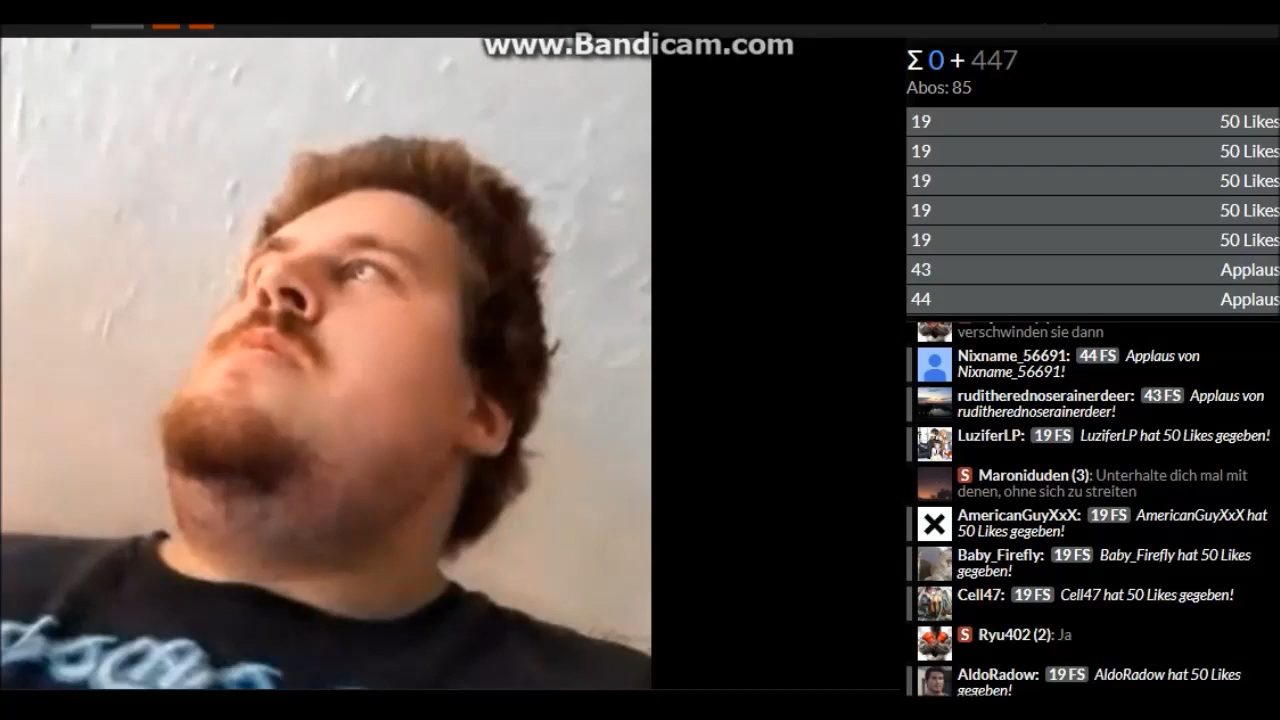 www.Bandicam.com
Σ 0 + 447
Abos: 85
19 50 Likes
19 50 Likes
19 50 Likes
19 50 Likes
19 50 Likes
43 Applaus
44 Applaus
verschwinden sie dann
Nixname_56691: 44 FS Applaus von
Nixname_56691!
ruditherednoserainerdeer: 43 FS Applaus von
ruditherednoserainerdeer!
LuziferLP: 19 FS LuziferLP hat 50 Likes gegeben!
S Maroniduden (3): Unterhalte dich mal mit
denen, ohne sich zu streiten
AmericanGuyXxX: 19 FS AmericanGuyXxX hat
50 Likes gegeben!
Baby_Firefly: 19 FS Baby_Firefly hat 50 Likes
gegeben!
Cell47: 19 FS Cell47 hat 50 Likes gegeben!
S Ryu402 (2): Ja
AldoRadow: 19 FS AldoRadow hat 50 Likes
gegeben!